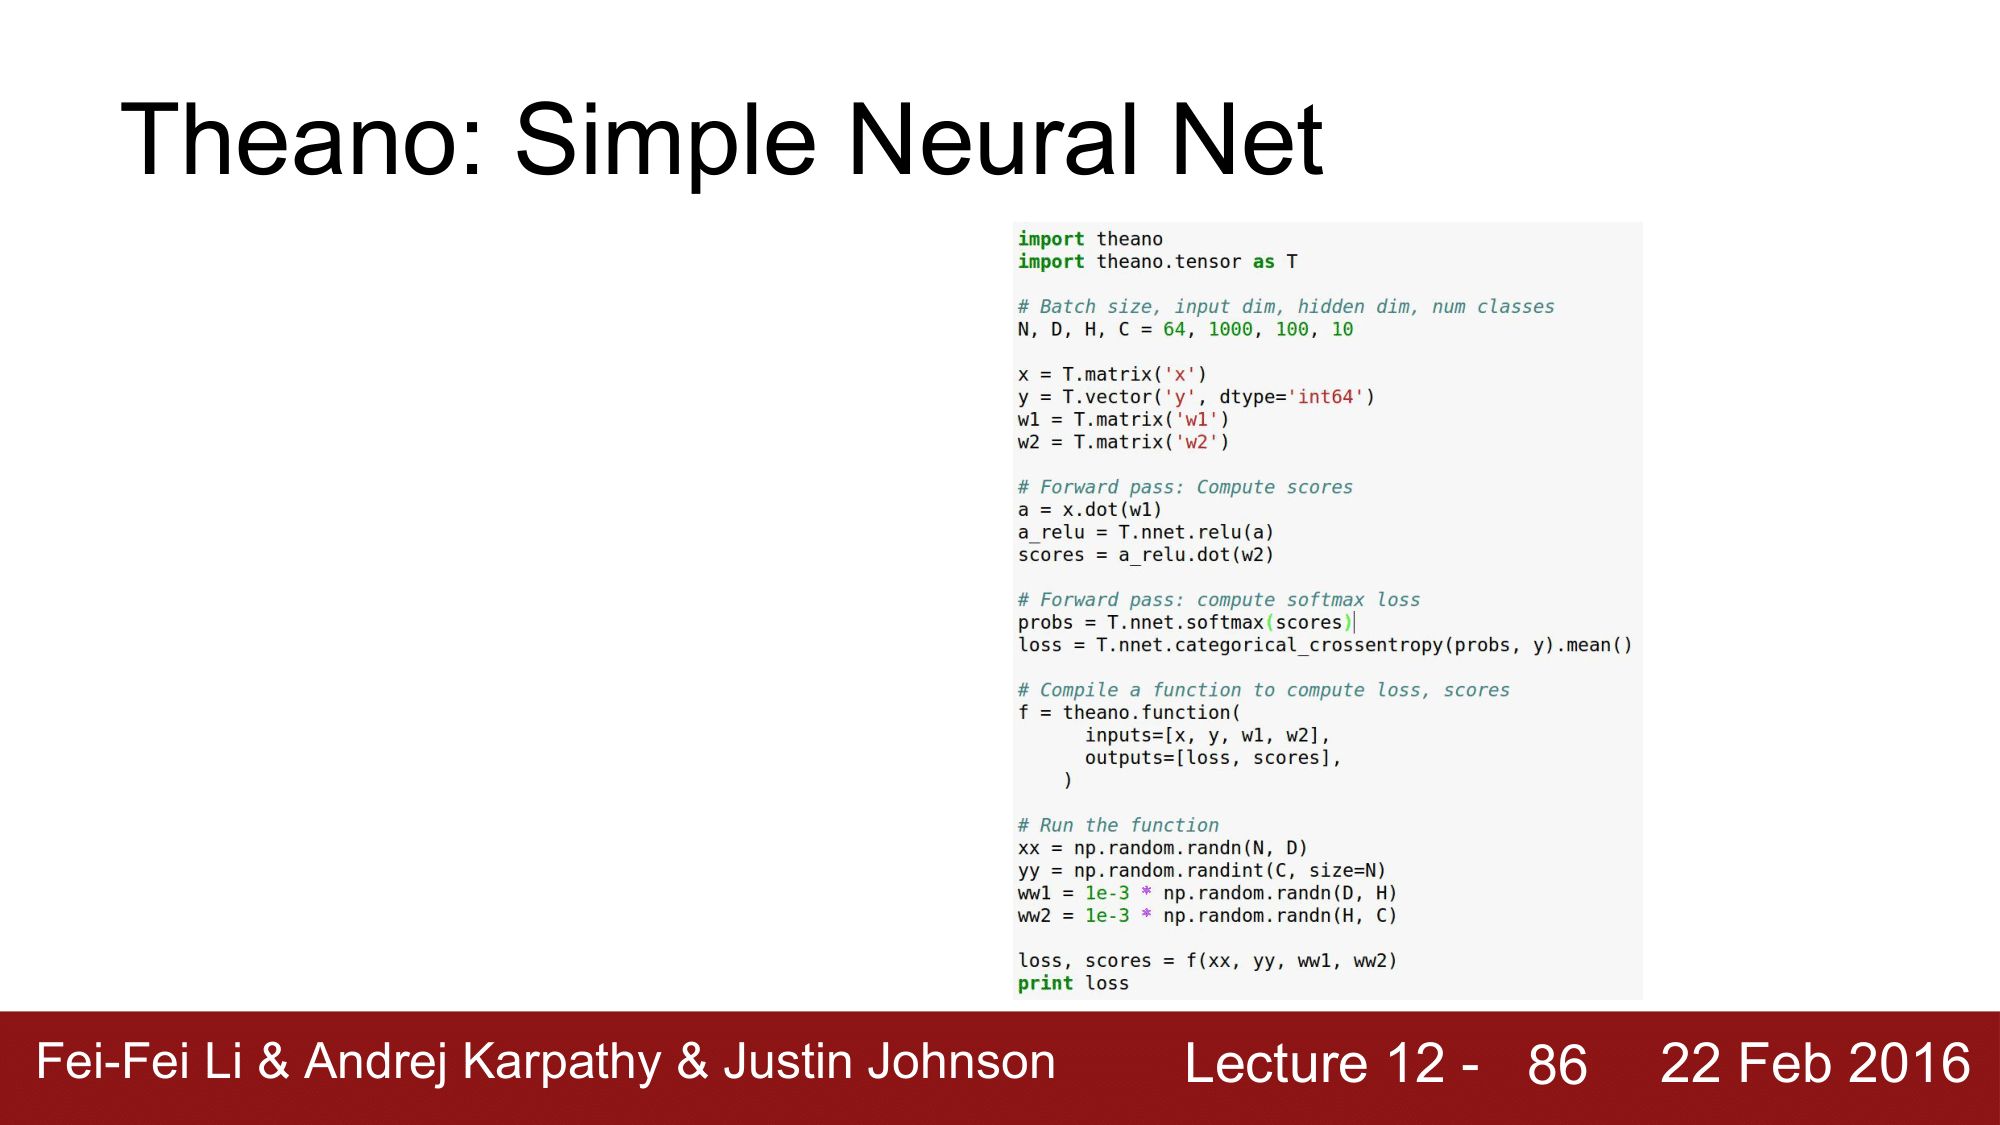 Theano: Simple Neural Net
import theano
import theano.tensor as T
# Batch size, input dim, hidden dim, num classes
N, D, H, C = 64, 1000, 100, 10
x = T.matrix('x')
y = T.vector('y', dtype='int64')
w1 = T.matrix('w1')
w2 = T.matrix('w2')
# Forward pass: Compute scores
a = x.dot(w1)
a_relu = T.nnet.relu(a)
scores = a_relu.dot(w2)
# Forward pass: compute softmax loss
probs = T.nnet.softmax(scores)
loss = T.nnet.categorical_crossentropy(probs, y).mean()
# Compile a function to compute loss, scores
f = theano.function(
inputs=[x, y, w1, w2],
outputs=[loss, scores],
)
# Run the function
xx = np.random.randn(N, D)
yy = np.random.randint(C, size=N)
ww1 = 1e-3 * np.random.randn(D, H)
ww2 = 1e-3 * np.random.randn(H, C)
loss, scores = f(xx, yy, ww1, ww2)
print loss
Fei-Fei Li & Andrej Karpathy & Justin Johnson Lecture 12 - 86 22 Feb 2016